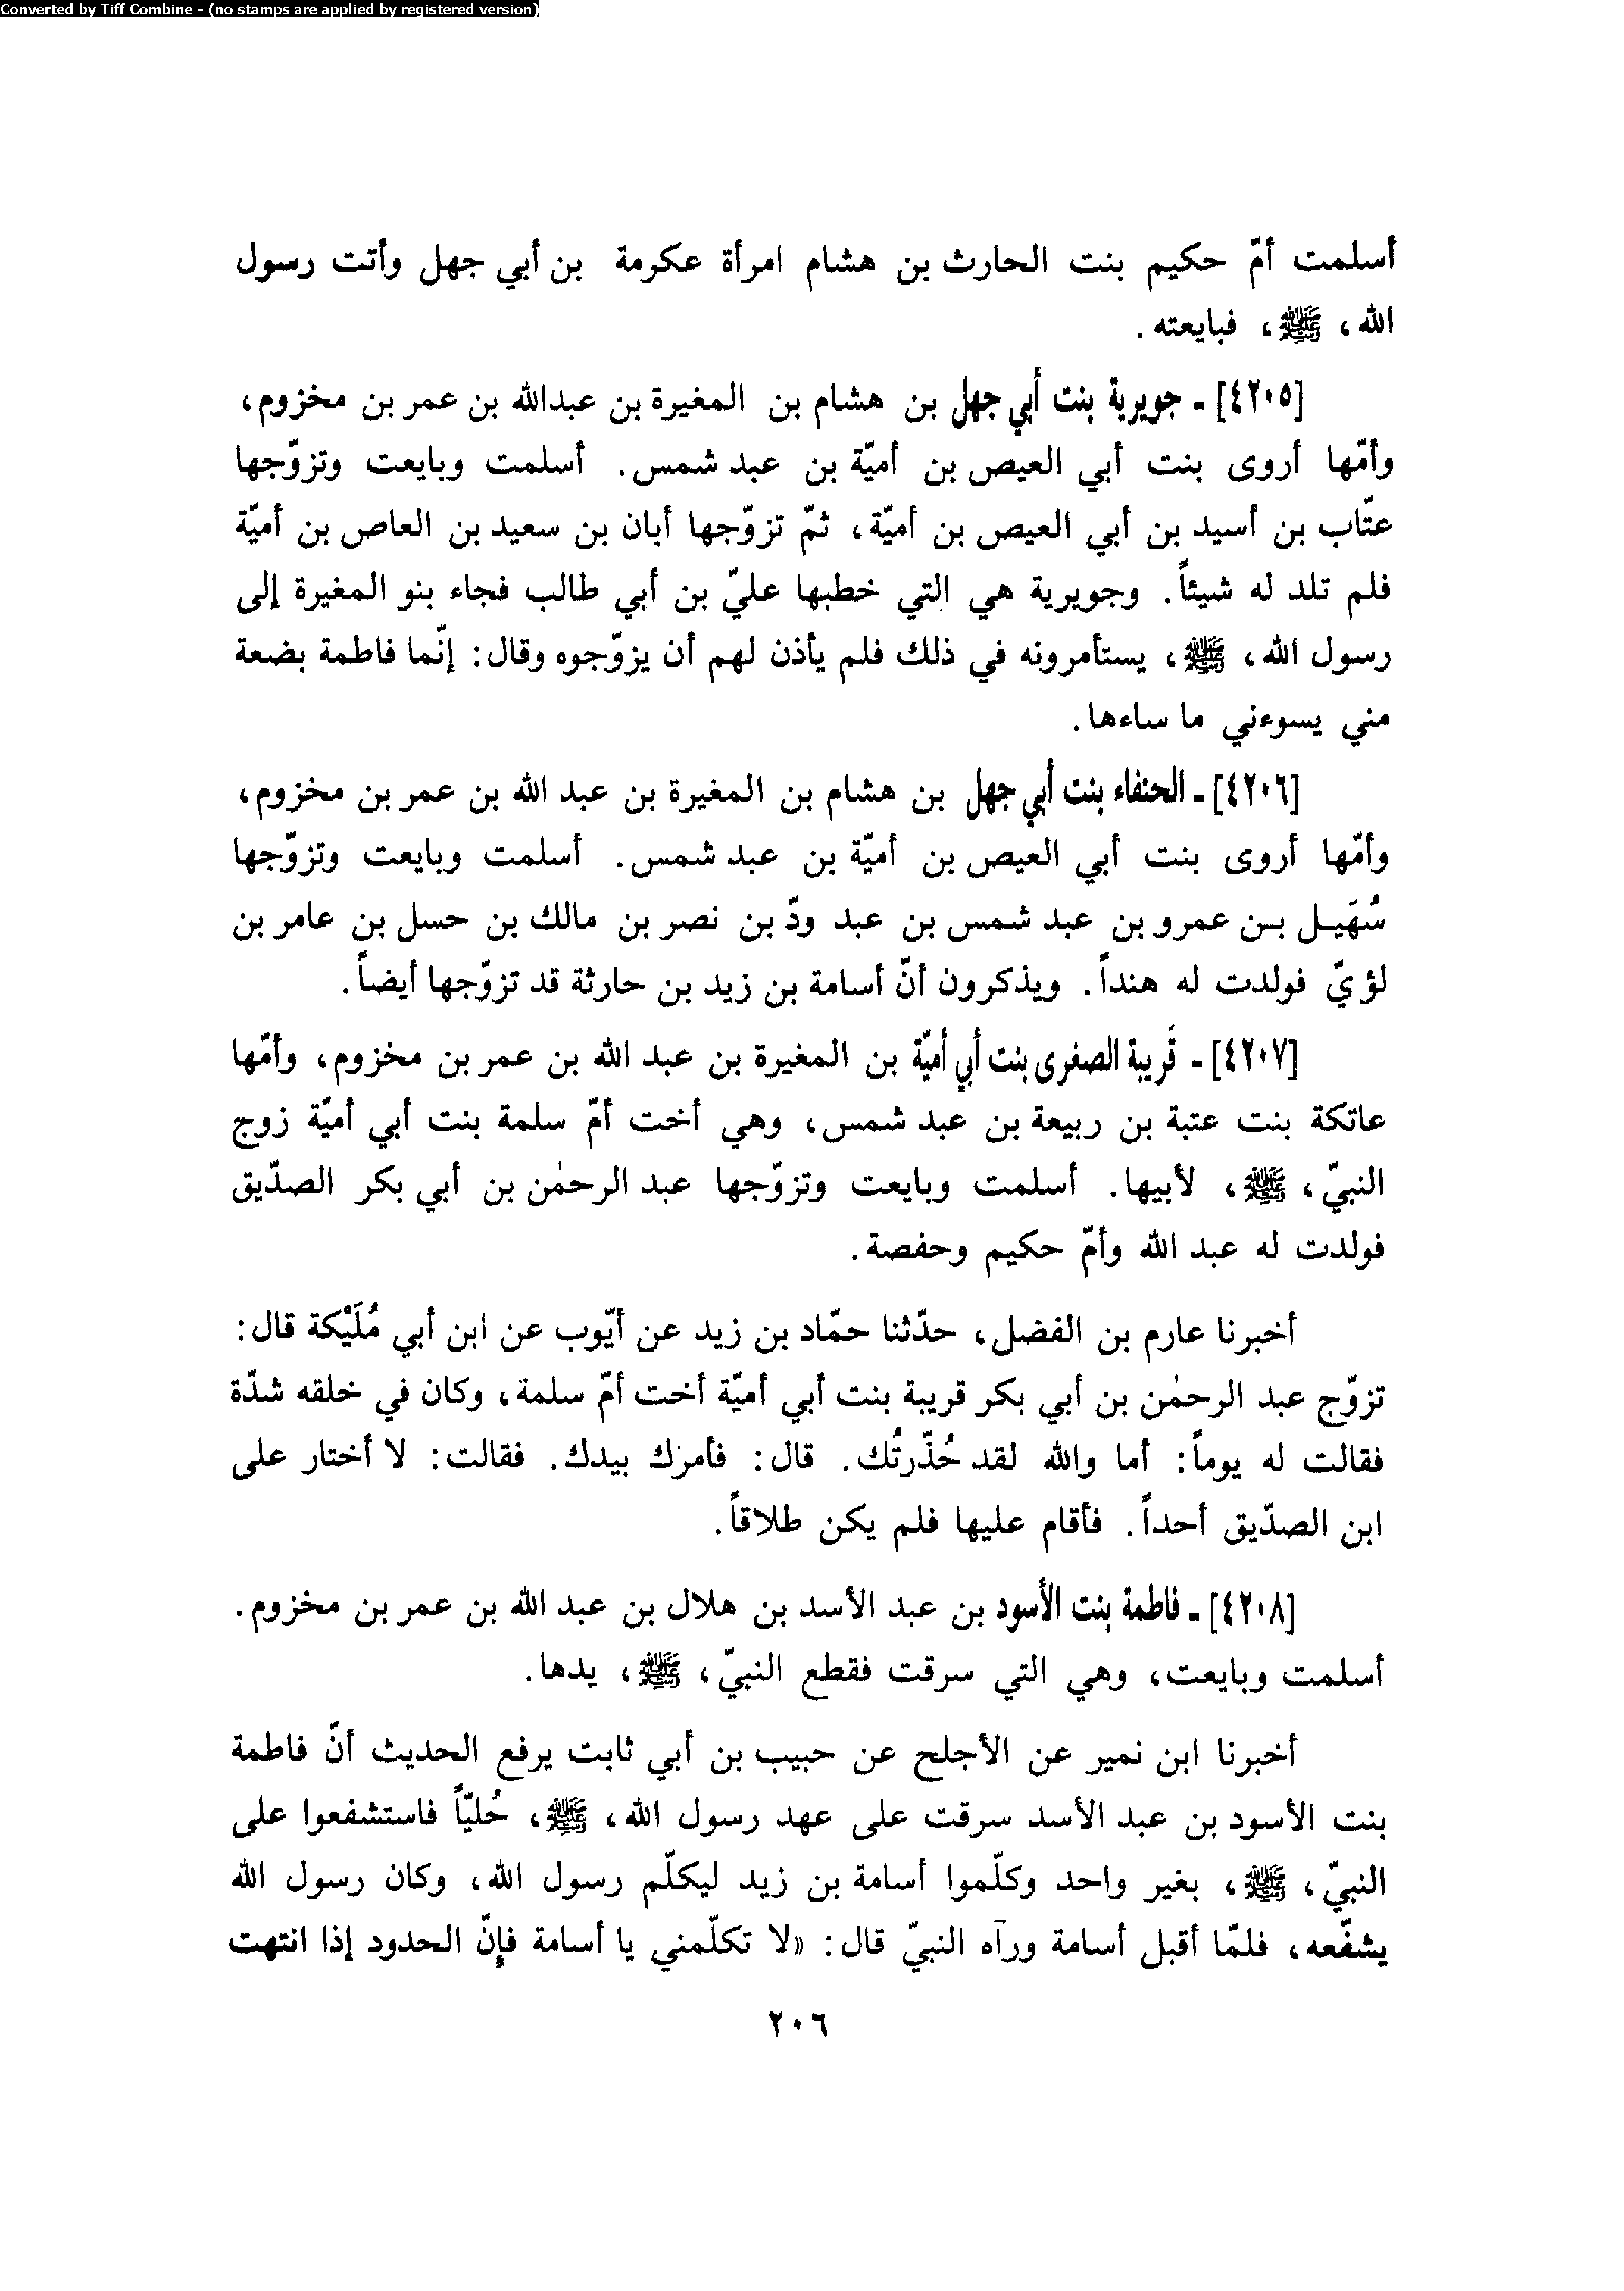 Converted by Tiff Combine - (no stamps are applied by registered version)
أسلمت أمّ حكيم بنت الحارث بن هشام امرأة عكرمة بن أبي جهل وأتت رسول
الله، ﷺ، فبايعته.
[٤٢٠٥] - جويرية بنت أبي جهل بن هشام بن المغيرة بن عبدالله بن عمر بن مخزوم،
وأمّها أروى بنت أبي العيص بن أميّة بن عبد شمس. أسلمت وبايعت وتزوّجها
عتّاب بن أسيد بن أبي العيص بن أميّة، ثمّ تزوّجها أبان بن سعيد بن العاص بن أميّة
فلم تلد له شيئاً. وجويرية هي التي خطبها عليّ بن أبي طالب فجاء بنو المغيرة إلى
رسول الله، ﷺ، يستأمرونه في ذلك فلم يأذن لهم أن يزوّجوه وقال: إنّما فاطمة بضعة
مني يسوءني ما ساءها.
[٤٢٠٦] - الحنفاء بنت أبي جهل بن هشام بن المغيرة بن عبد الله بن عمر بن مخزوم،
وأمّها أروى بنت أبي العيص بن أميّة بن عبد شمس. أسلمت وبايعت وتزوّجها
سُهَيل بن عمرو بن عبد شمس بن عبد ودّ بن نصر بن مالك بن حسل بن عامر بن
لؤيّ فولدت له هنداً. ويذكرون أنّ أسامة بن زيد بن حارثة قد تزوّجها أيضاً.
[٤٢٠٧] - قَريبة الصغرى بنت أبي أميّة بن المغيرة بن عبد الله بن عمر بن مخزوم، وأمّها
عاتكة بنت عتبة بن ربيعة بن عبد شمس، وهي أخت أمّ سلمة بنت أبي أميّة زوج
النبيّ، ﷺ، لأبيها. أسلمت وبايعت وتزوّجها عبد الرحمٰن بن أبي بكر الصدّيق
فولدت له عبد الله وأمّ حكيم وحفصة.
أخبرنا عارم بن الفضل، حدّثنا حمّاد بن زيد عن أيّوب عن ابن أبي مُلَيْكة قال:
تزوّج عبد الرحمٰن بن أبي بكر قريبة بنت أبي أميّة أخت أمّ سلمة، وكان في خلقه شدّة
فقالت له يوماً: أما والله لقد حُذّرتُك. قال: فأمرك بيدك. فقالت: لا أختار على
ابن الصدّيق أحداً. فأقام عليها فلم يكن طلاقاً.
[٤٢٠٨] - فاطمة بنت الأسود بن عبد الأسد بن هلال بن عبد الله بن عمر بن مخزوم.
أسلمت وبايعت، وهي التي سرقت فقطع النبيّ، ﷺ، يدها.
أخبرنا ابن نمير عن الأجلح عن حبيب بن أبي ثابت يرفع الحديث أنّ فاطمة
بنت الأسود بن عبد الأسد سرقت على عهد رسول الله، ﷺ، حُليّاً فاستشفعوا على
النبيّ، ﷺ، بغير واحد وكلّموا أسامة بن زيد ليكلّم رسول الله، وكان رسول الله
يشفّعه، فلمّا أقبل أسامة ورآه النبيّ قال: «لا تكلّمني يا أسامة فإنّ الحدود إذا انتهت
٢٠٦